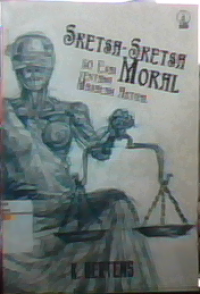 SKETSA-SKETSA
MORAL
50 ESAI
TENTANG
MASALAH AKTUAL
K. BERTENS